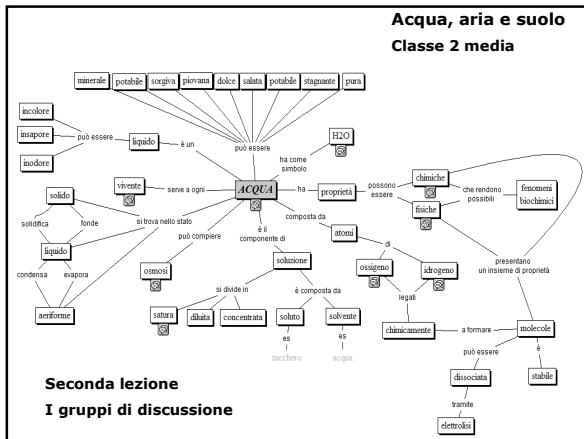 Acqua, aria e suolo
Classe 2 media
minerale potabile sorgiva piovana dolce salata potabile stagnante pura
incolore
insapore
inodore
può essere
liquido
è un
può essere
ha come simbolo
H2O
vivente
serve a ogni
ACQUA
ha
proprietà
possono essere
chimiche
fisiche
che rendono possibili
fenomeni biochimici
solido
solidifica
fonde
si trova nello stato
liquido
condensa
evapora
aeriforme
può compiere
osmosi
è il componente di
soluzione
composta da
atomi
di
ossigeno
idrogeno
legati
chimicamente
a formare
molecole
presentano un insieme di proprietà
si divide in
satura
diluita
concentrata
è composta da
soluto
solvente
es
es
zucchero
acqua
può essere
è
dissociata
stabile
tramite
elettrolisi
Seconda lezione
I gruppi di discussione